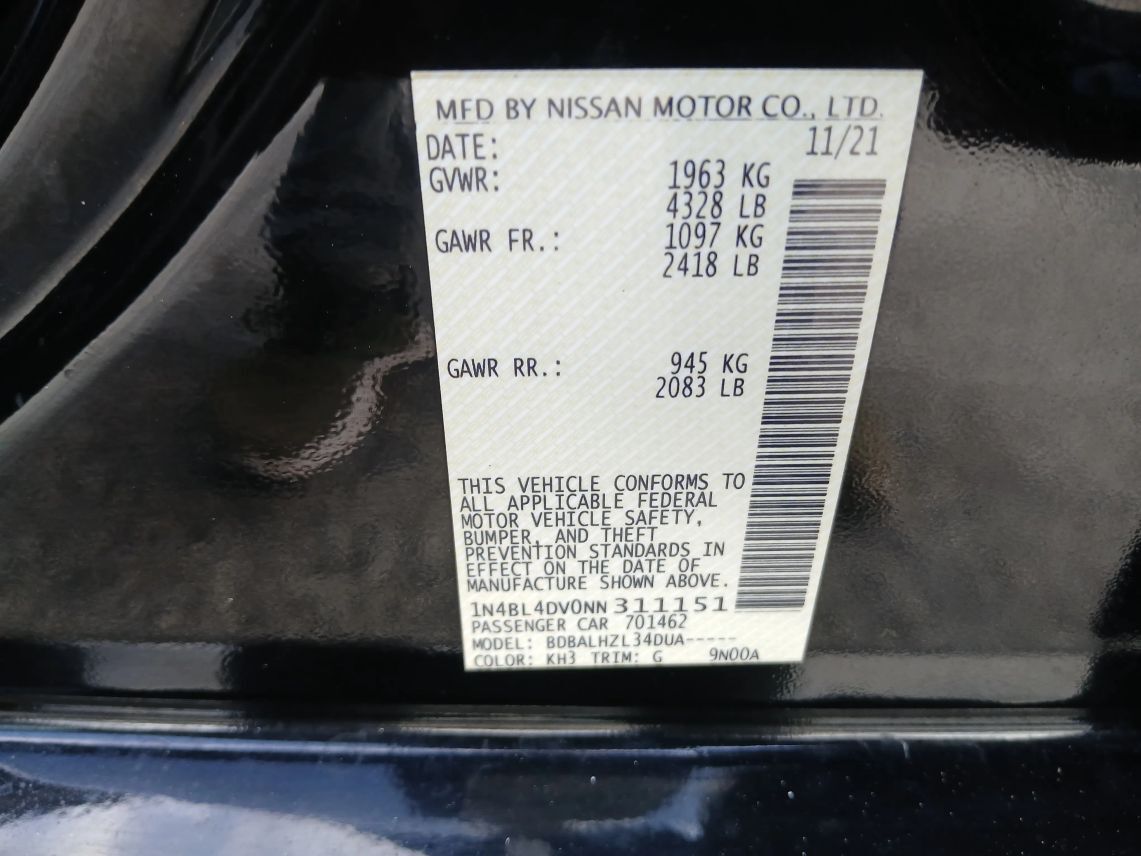 MFD BY NISSAN MOTOR CO., LTD.
DATE: 11/21
GVWR: 1963 KG
4328 LB
GAWR FR.: 1097 KG
2418 LB
GAWR RR.: 945 KG
2083 LB
THIS VEHICLE CONFORMS TO
ALL APPLICABLE FEDERAL
MOTOR VEHICLE SAFETY,
BUMPER, AND THEFT
PREVENTION STANDARDS IN
EFFECT ON THE DATE OF
MANUFACTURE SHOWN ABOVE.
1N4BL4DV0NN311151
PASSENGER CAR 701462
MODEL: BDBALHZL34DUA-----
COLOR: KH3 TRIM: G 9N00A